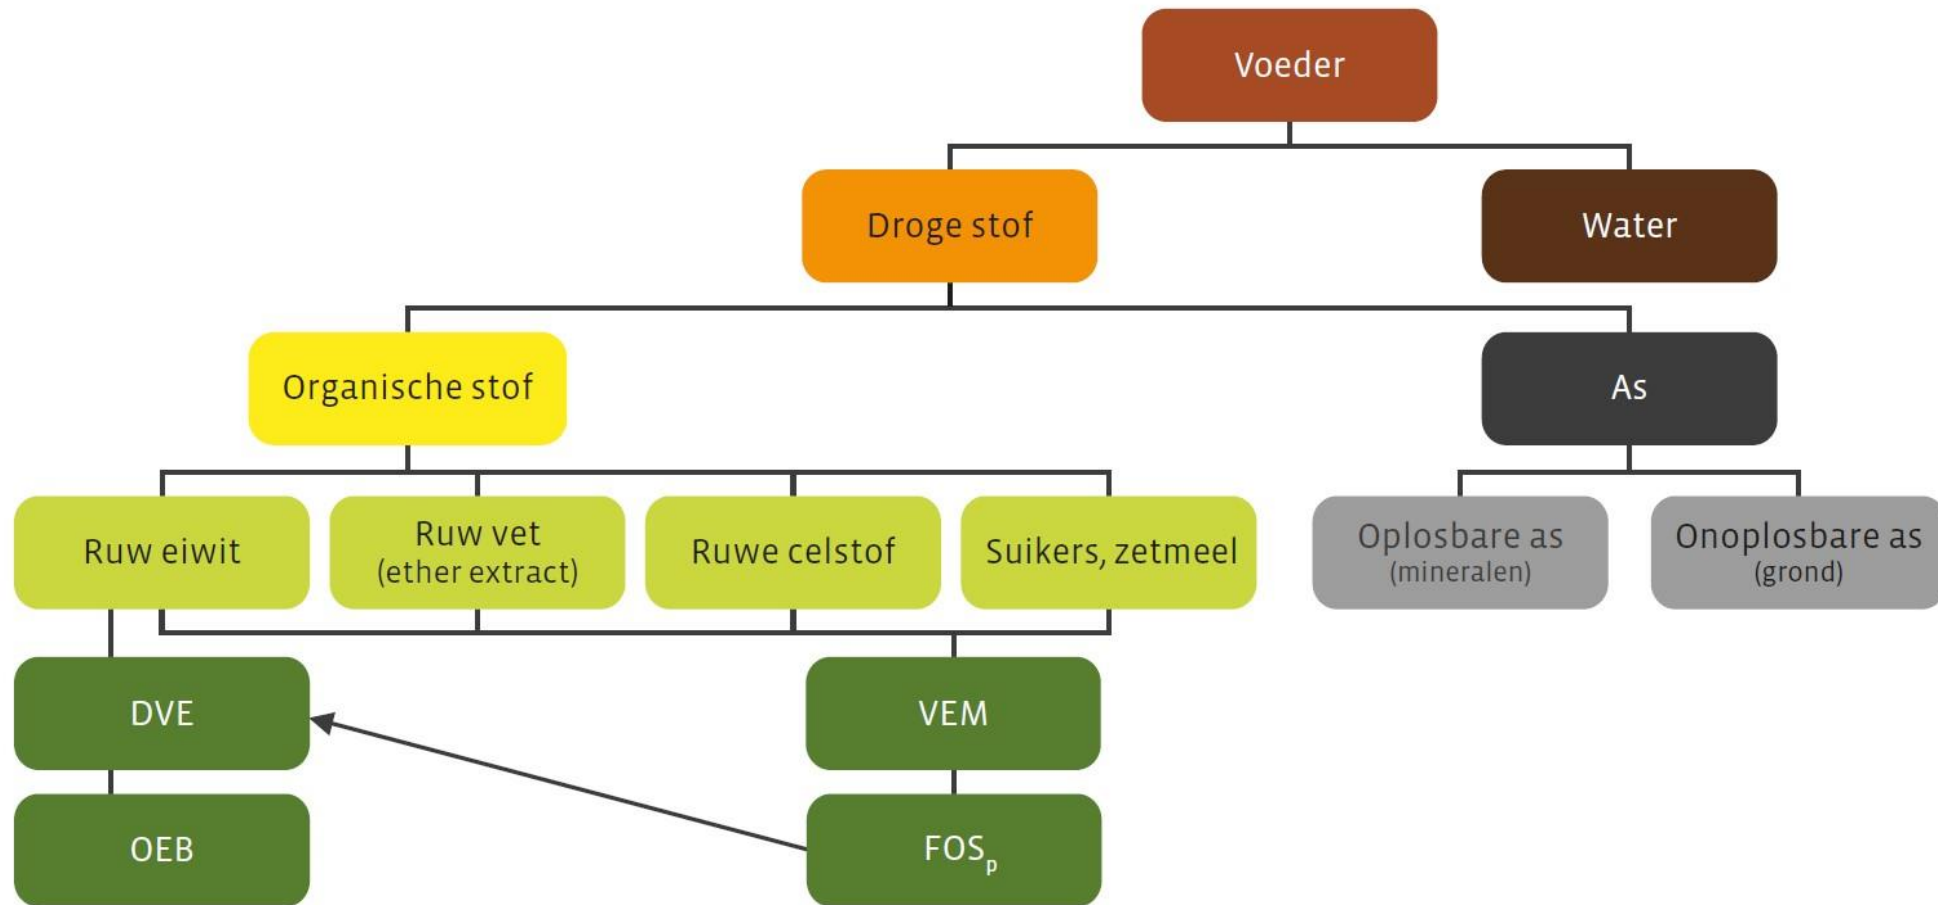 Voeder
Droge stof
Water
Organische stof
As
Ruw eiwit
Ruw vet
(ether extract)
Ruwe celstof
Suikers, zetmeel
Oplosbare as
(mineralen)
Onoplosbare as
(grond)
DVE
VEM
OEB
FOSp